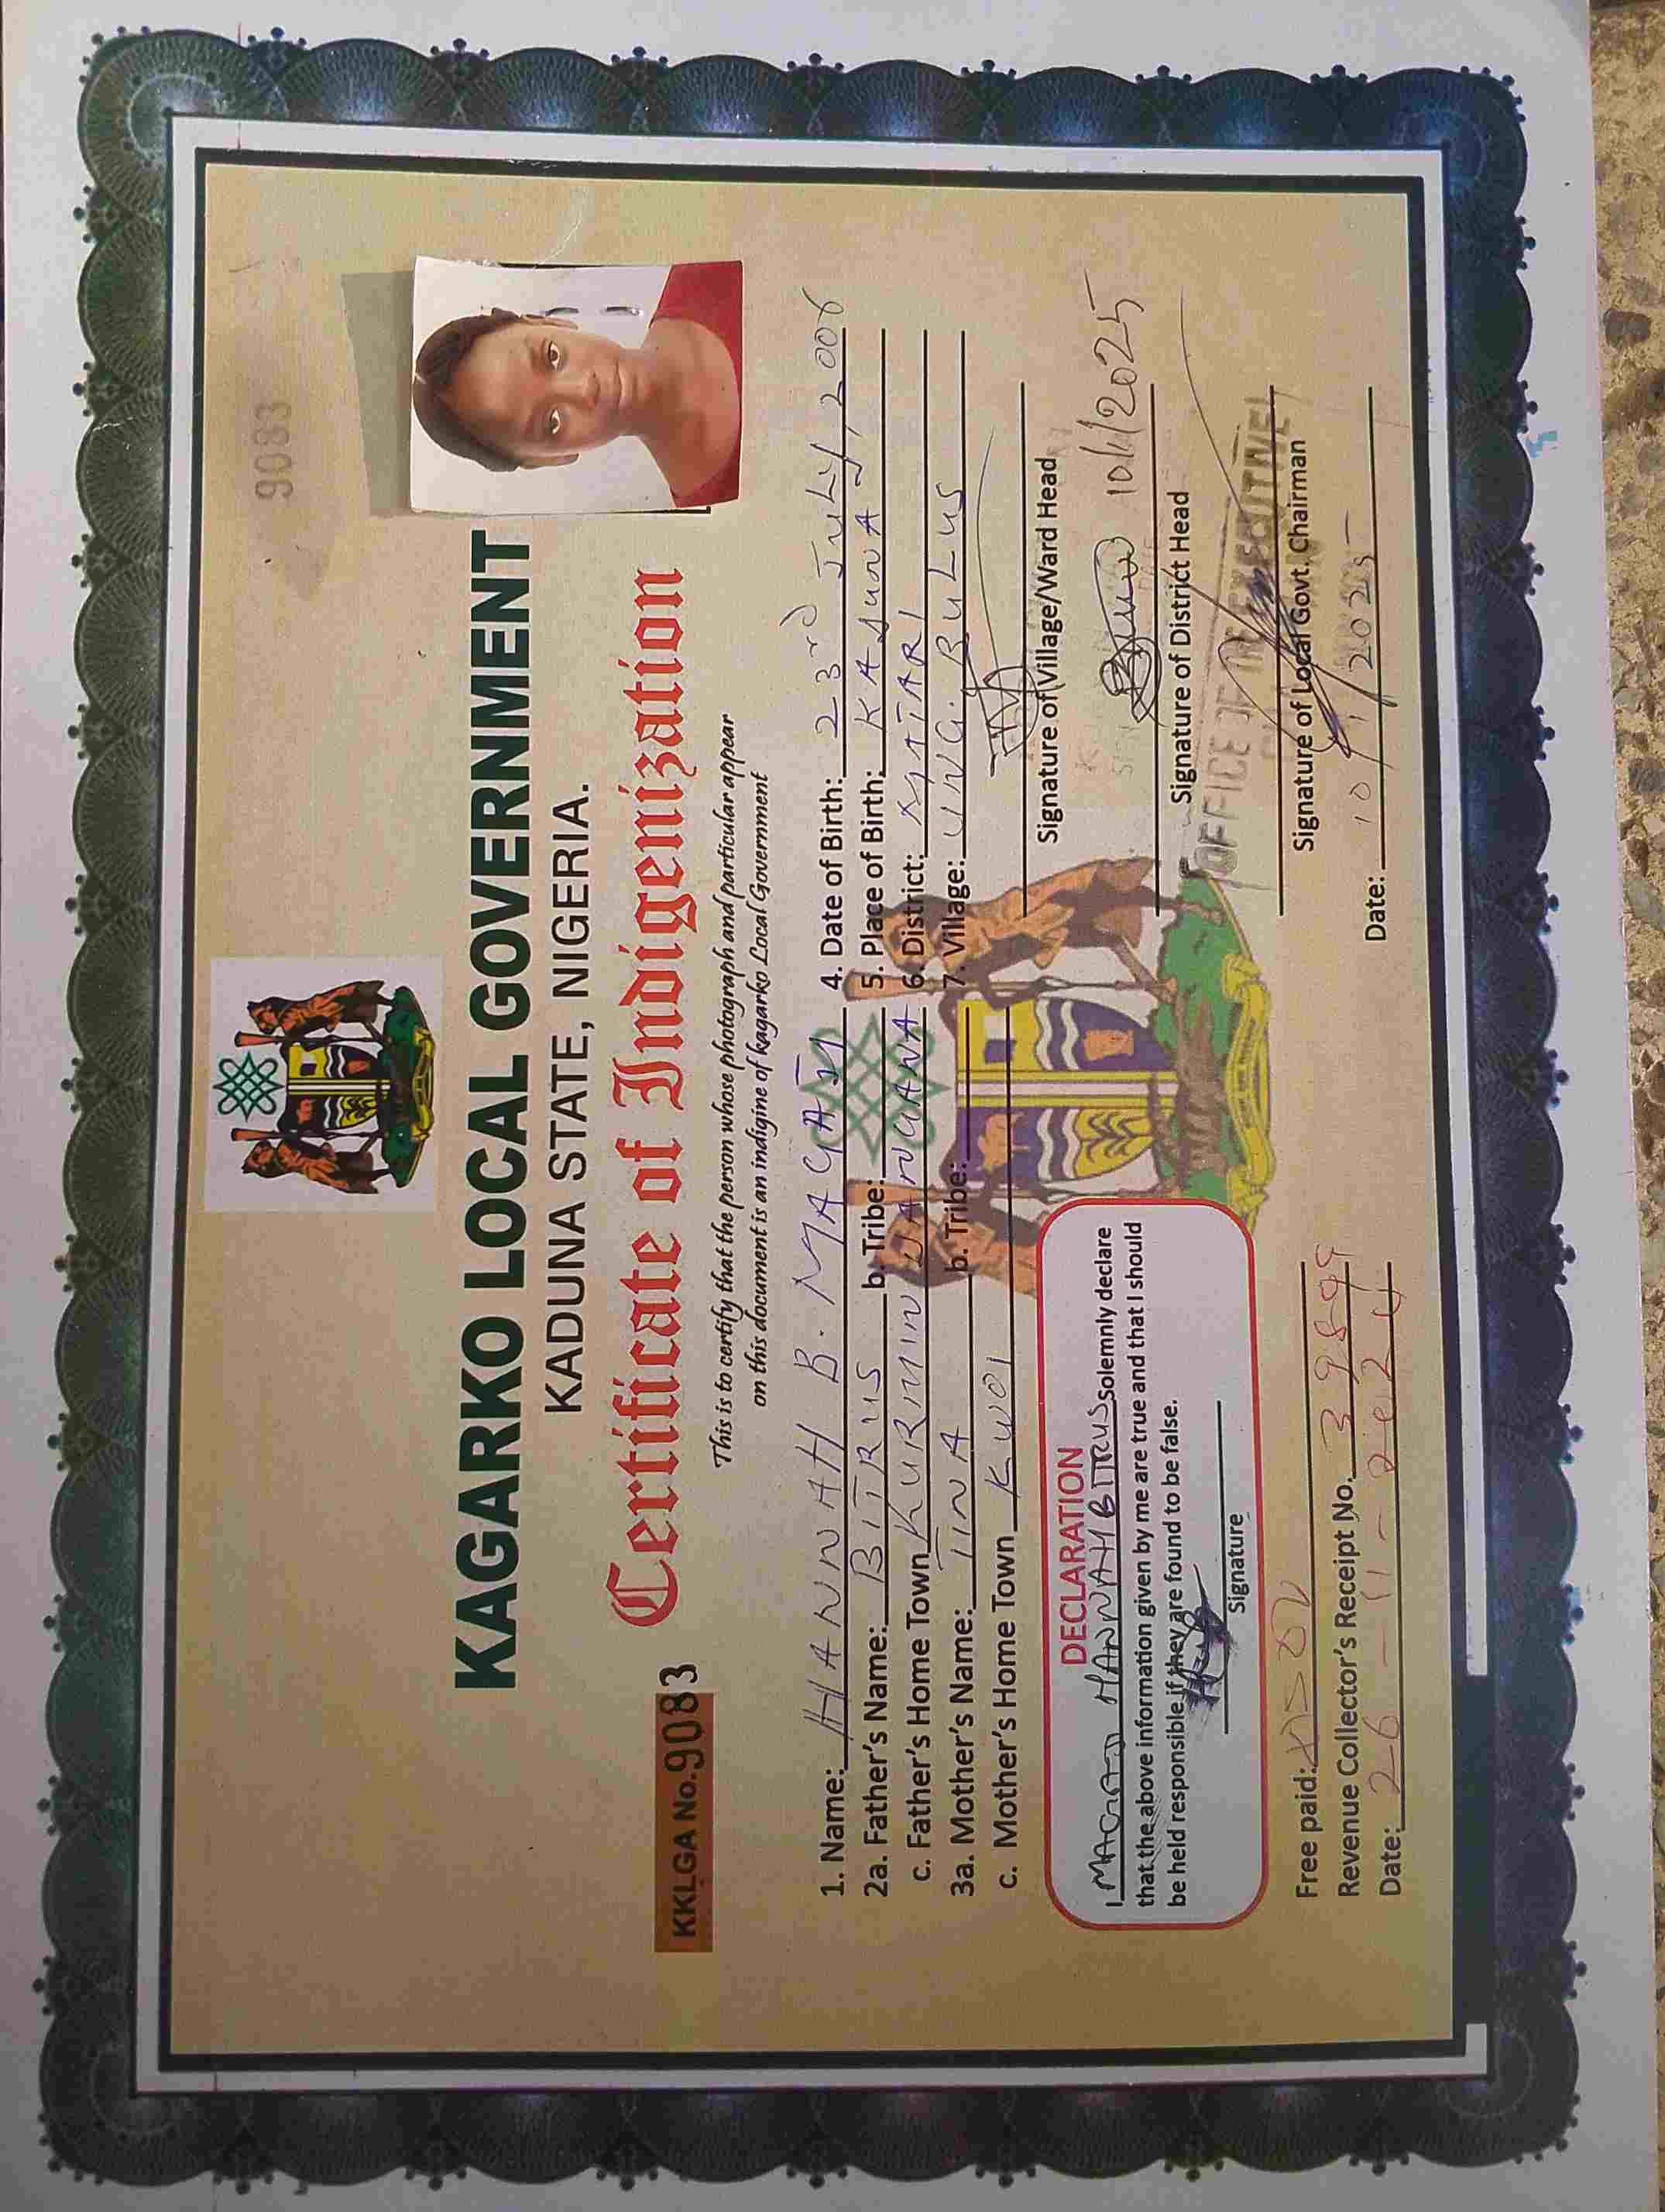 9083
KAGARKO LOCAL GOVERNMENT
KADUNA STATE, NIGERIA.
KKLGA No. 9083
Certificate of Indigenization
This is to certify that the person whose photograph and particular appear
on this document is an indigine of kagarko Local Government
1. Name: HANNAH B. MAGAJI
2a. Father's Name: BITRUS b. Tribe:
c. Father's Home Town KURMIN DANGANA
3a. Mother's Name: TINA b. Tribe:
c. Mother's Home Town KWOI
4. Date of Birth: 23rd JULY, 2006
5. Place of Birth: KADUNA
6. District:
7. Village: UNG. BULUS
Signature of Village/Ward Head
10/1/2025
Signature of District Head
OFFICE OF EXECUTIVE
Signature of Local Govt. Chairman
Date: 10/1/2025
DECLARATION
I MAGAJI HANNAH BITRUS Solemnly declare
that the above information given by me are true and that I should
be held responsible if they are found to be false.
Signature
Free paid:
Revenue Collector's Receipt No.
Date: 26-11-2024